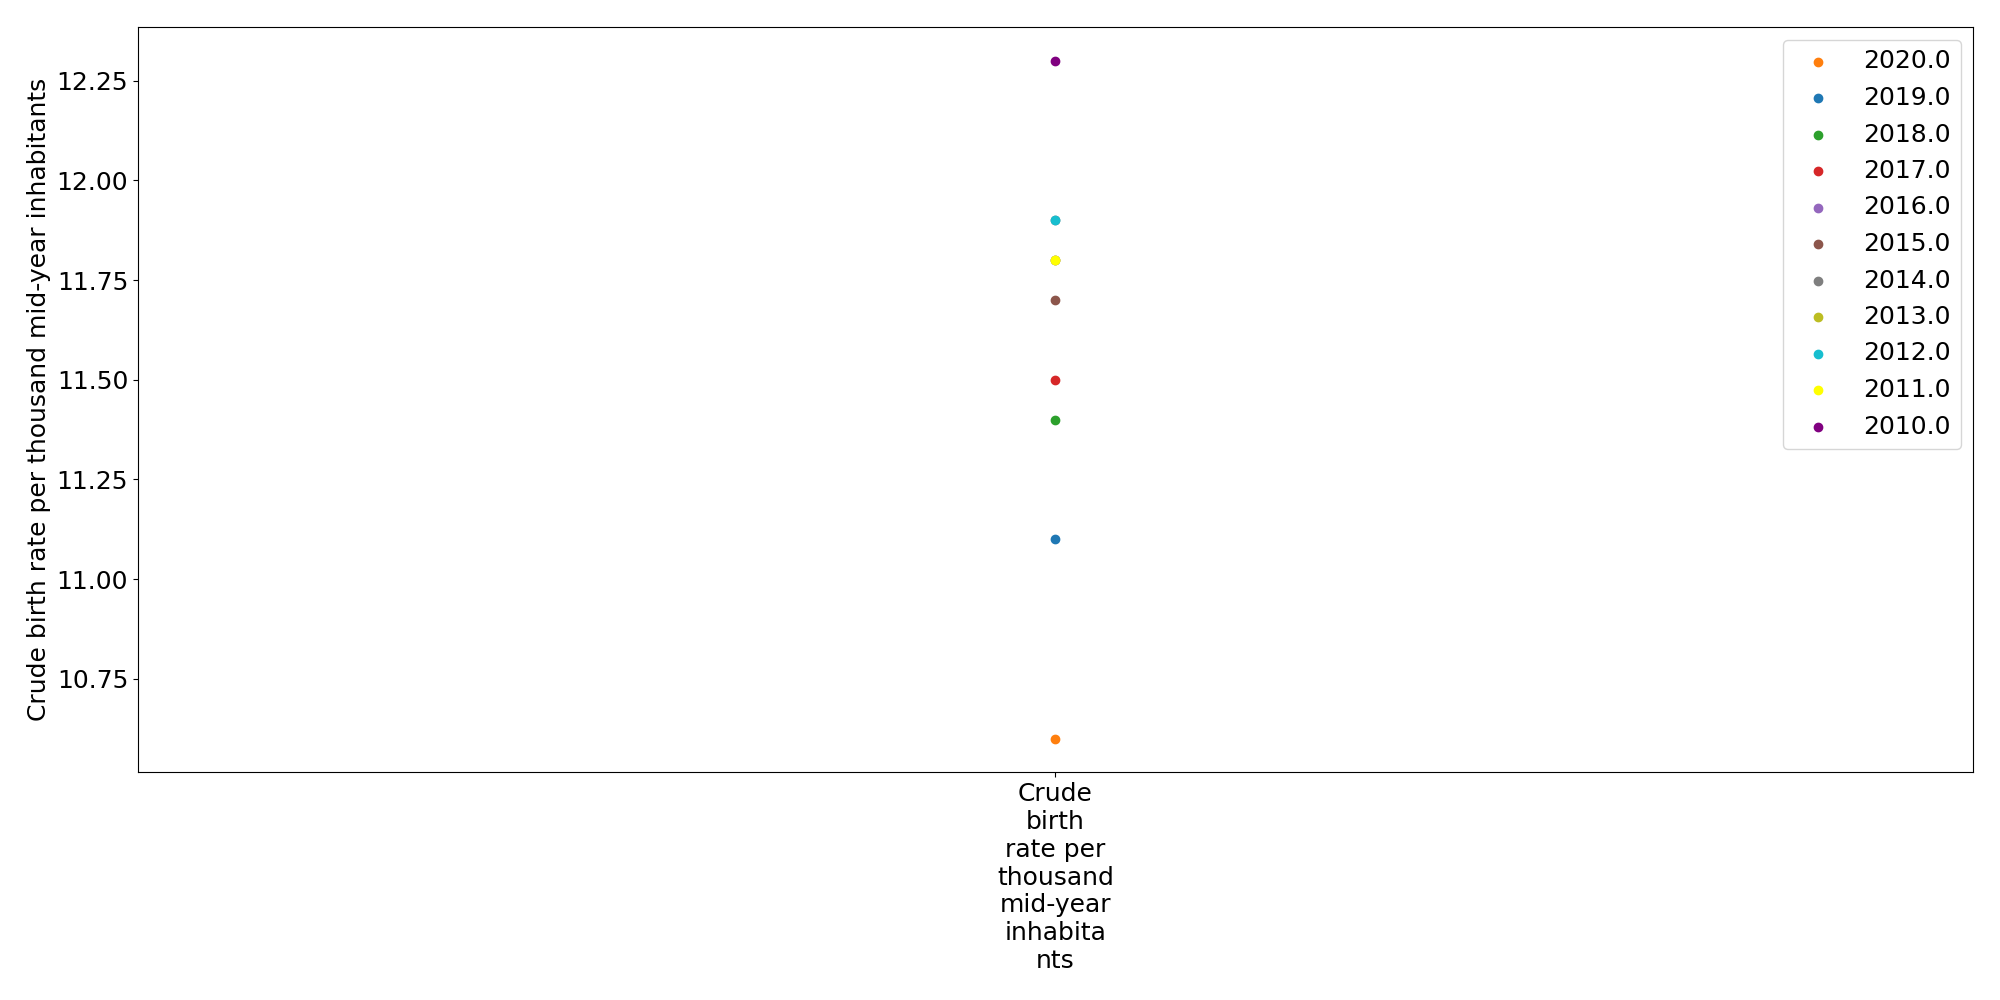 Crude birth rate per thousand mid-year inhabitants
12.25
12.00
11.75
11.50
11.25
11.00
10.75
2020.0
2019.0
2018.0
2017.0
2016.0
2015.0
2014.0
2013.0
2012.0
2011.0
2010.0
Crude
birth
rate per
thousand
mid-year
inhabita
nts